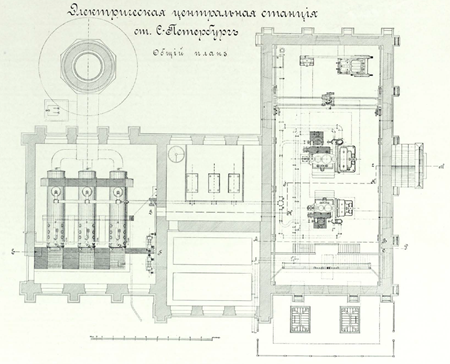 Электрическая центральная станція
ст. С-Петербургъ
Общій планъ